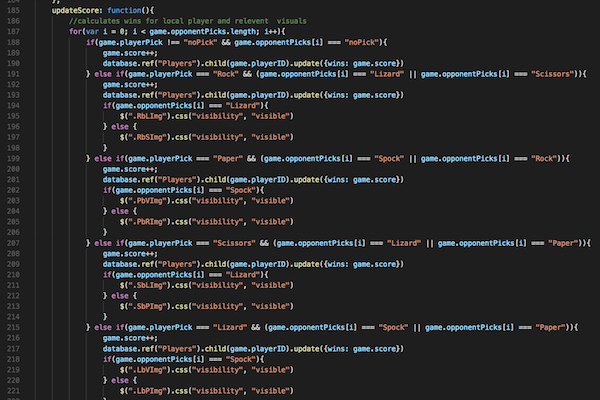 184 },
185 updateScore: function(){
186 //calculates wins for local player and relevent  visuals
187 for(var i = 0; i < game.opponentPicks.length; i++){
188 if(game.playerPick !== "noPick" && game.opponentPicks[i] === "noPick"){
189 game.score++;
190 database.ref("Players").child(game.playerID).update({wins: game.score})
191 } else if(game.playerPick === "Rock" && (game.opponentPicks[i] === "Lizard" || game.opponentPicks[i] === "Scissors")){
192 game.score++;
193 database.ref("Players").child(game.playerID).update({wins: game.score})
194 if(game.opponentPicks[i] === "Lizard"){
195 $(".RbLImg").css("visibility", "visible")
196 } else {
197 $(".RbSImg").css("visibility", "visible")
198 }
199 } else if(game.playerPick === "Paper" && (game.opponentPicks[i] === "Spock" || game.opponentPicks[i] === "Rock")){
200 game.score++;
201 database.ref("Players").child(game.playerID).update({wins: game.score})
202 if(game.opponentPicks[i] === "Spock"){
203 $(".PbVImg").css("visibility", "visible")
204 } else {
205 $(".PbRImg").css("visibility", "visible")
206 }
207 } else if(game.playerPick === "Scissors" && (game.opponentPicks[i] === "Lizard" || game.opponentPicks[i] === "Paper")){
208 game.score++;
209 database.ref("Players").child(game.playerID).update({wins: game.score})
210 if(game.opponentPicks[i] === "Lizard"){
211 $(".SbLImg").css("visibility", "visible")
212 } else {
213 $(".SbPImg").css("visibility", "visible")
214 }
215 } else if(game.playerPick === "Lizard" && (game.opponentPicks[i] === "Spock" || game.opponentPicks[i] === "Paper")){
216 game.score++;
217 database.ref("Players").child(game.playerID).update({wins: game.score})
218 if(game.opponentPicks[i] === "Spock"){
219 $(".LbVImg").css("visibility", "visible")
220 } else {
221 $(".LbPImg").css("visibility", "visible")